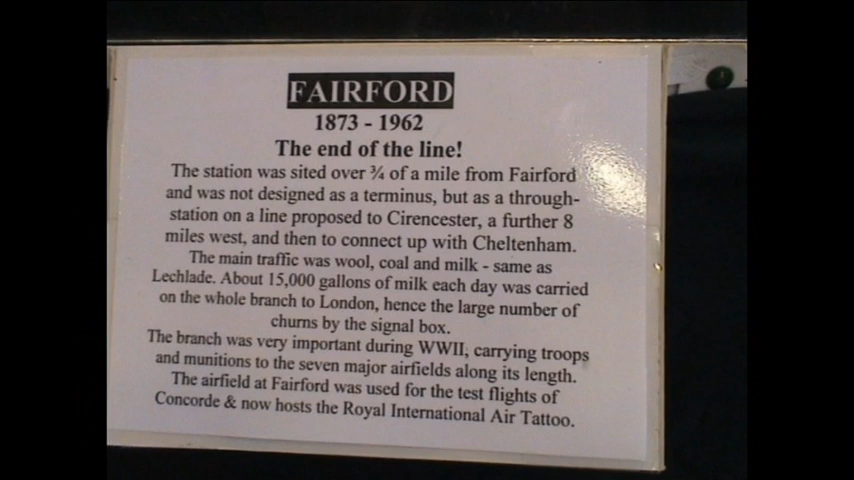 FAIRFORD
1873 - 1962
The end of the line!
The station was sited over ¾ of a mile from Fairford
and was not designed as a terminus, but as a through-
station on a line proposed to Cirencester, a further 8
miles west, and then to connect up with Cheltenham.
The main traffic was wool, coal and milk - same as
Lechlade. About 15,000 gallons of milk each day was carried
on the whole branch to London, hence the large number of
churns by the signal box.
The branch was very important during WWII, carrying troops
and munitions to the seven major airfields along its length.
The airfield at Fairford was used for the test flights of
Concorde & now hosts the Royal International Air Tattoo.